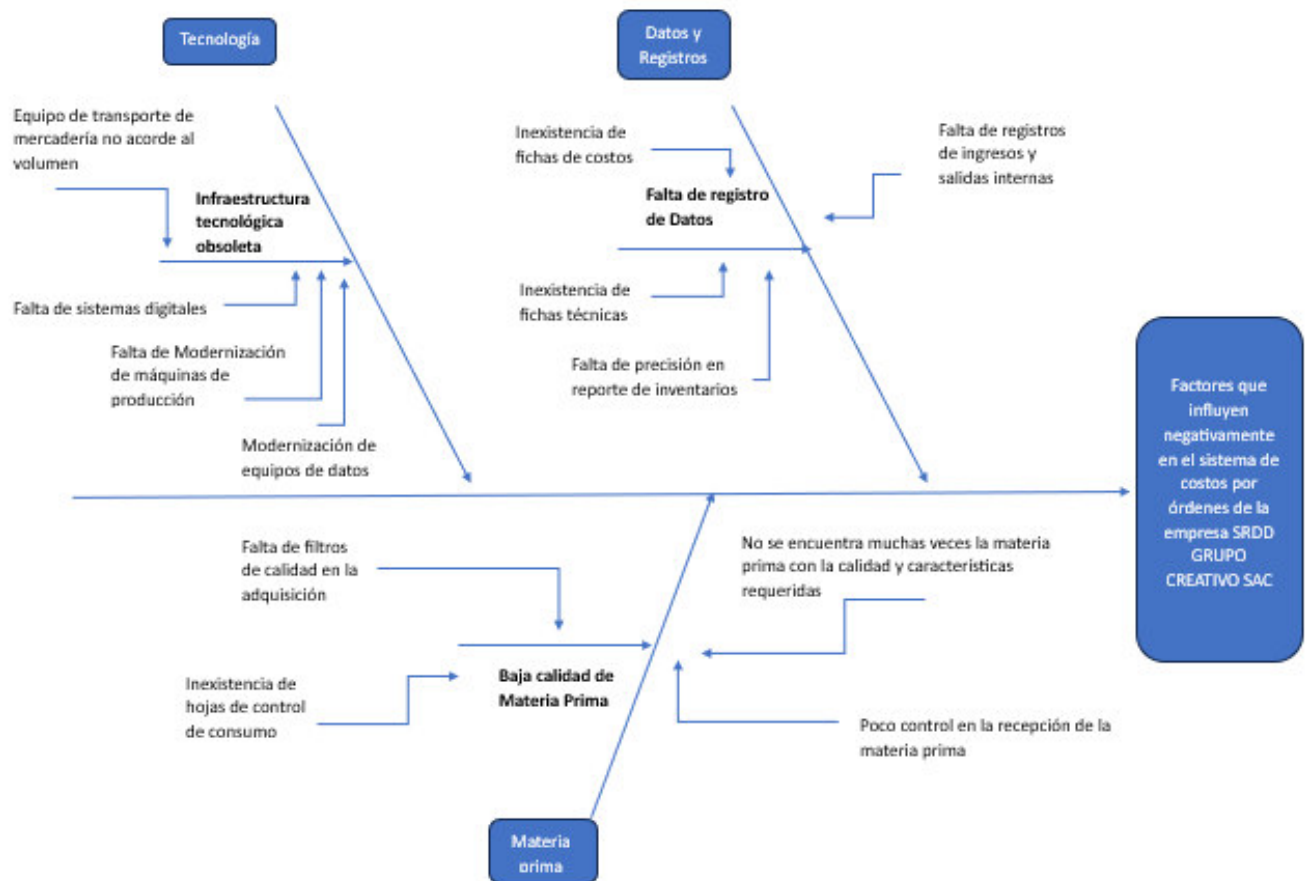 Tecnología
Datos y
Registros
Equipo de transporte de
mercadería no acorde al
volumen
Inexistencia de
fichas de costos
Falta de registros
de ingresos y
salidas internas
Infraestructura
tecnológica
obsoleta
Falta de registro
de Datos
Falta de sistemas digitales
Inexistencia de
fichas técnicas
Falta de Modernización
de máquinas de
producción
Falta de precisión en
reporte de inventarios
Modernización de
equipos de datos
Factores que
influyen
negativamente
en el sistema de
costos por
órdenes de la
empresa SRDD
GRUPO
CREATIVO SAC
Falta de filtros
de calidad en la
adquisición
No se encuentra muchas veces la materia
prima con la calidad y características
requeridas
Baja calidad de
Materia Prima
Inexistencia de
hojas de control
de consumo
Poco control en la recepción de la
materia prima
Materia
prima